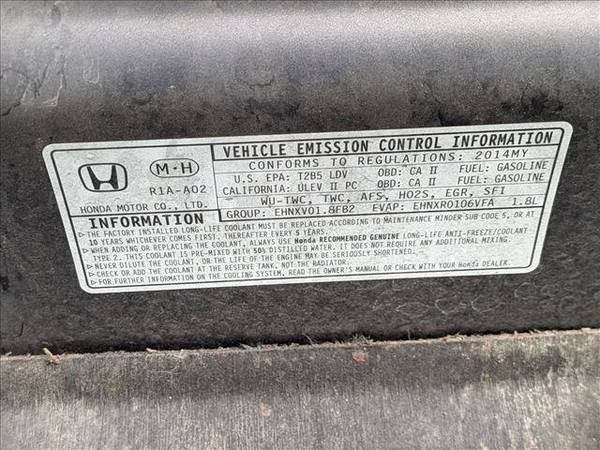 VEHICLE EMISSION CONTROL INFORMATION
M·H
R1A-A02
HONDA MOTOR CO., LTD.
CONFORMS TO REGULATIONS: 2014MY
U.S. EPA: T2B5 LDV OBD: CA II FUEL: GASOLINE
CALIFORNIA: ULEV II PC OBD: CA II FUEL: GASOLINE
WU-TWC, TWC, AFS, HO2S, EGR, SFI
GROUP: EHNXV01.8FB2 EVAP: EHNXR0106VFA 1.8L
INFORMATION
▶THE FACTORY INSTALLED LONG-LIFE COOLANT MUST BE REPLACED ACCORDING TO MAINTENANCE MINDER SUB CODE 5, OR AT
10 YEARS WHICHEVER COMES FIRST. THEREAFTER EVERY 5 YEARS.
▶WHEN ADDING OR REPLACING THE COOLANT, ALWAYS USE Honda RECOMMENDED GENUINE LONG-LIFE ANTI-FREEZE/COOLANT
TYPE 2. THIS COOLANT IS PRE-MIXED WITH 50% DISTILLED WATER. IT DOES NOT REQUIRE ANY ADDITIONAL MIXING.
▶NEVER DILUTE THE COOLANT, OR THE LIFE OF THE ENGINE MAY BE SERIOUSLY SHORTENED.
▶CHECK OR ADD THE COOLANT AT THE RESERVE TANK, NOT THE RADIATOR.
▶FOR FURTHER INFORMATION ON THE COOLING SYSTEM, READ THE OWNER'S MANUAL OR CHECK WITH YOUR Honda DEALER.